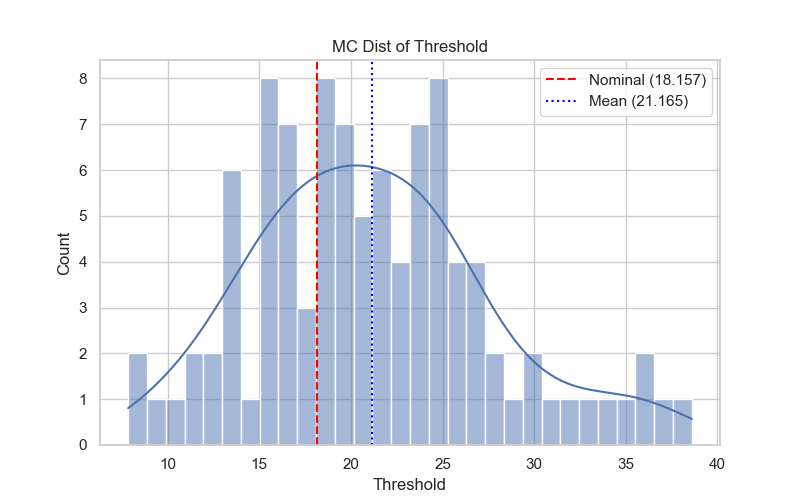 MC Dist of Threshold
Nominal (18.157)
Mean (21.165)
8
7
6
5
4
3
2
1
0
Count
10 15 20 25 30 35 40
Threshold